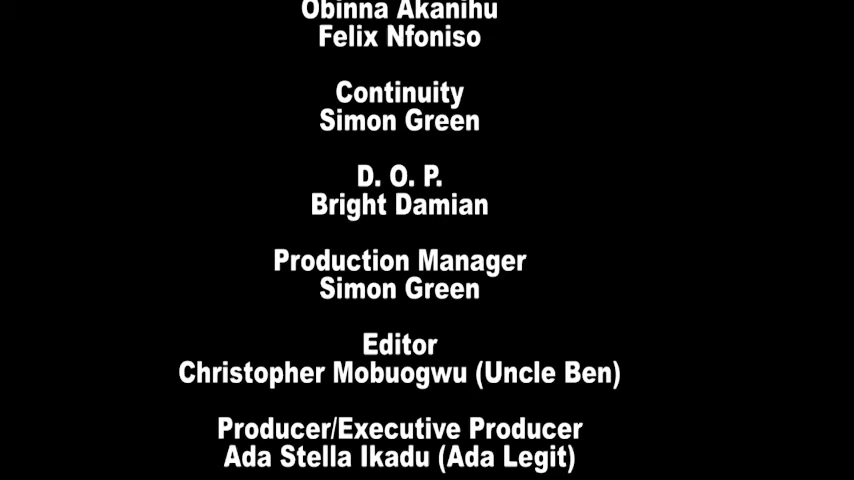 Obinna Akanihu
Felix Nfoniso
Continuity
Simon Green
D. O. P.
Bright Damian
Production Manager
Simon Green
Editor
Christopher Mobuogwu (Uncle Ben)
Producer/Executive Producer
Ada Stella Ikadu (Ada Legit)